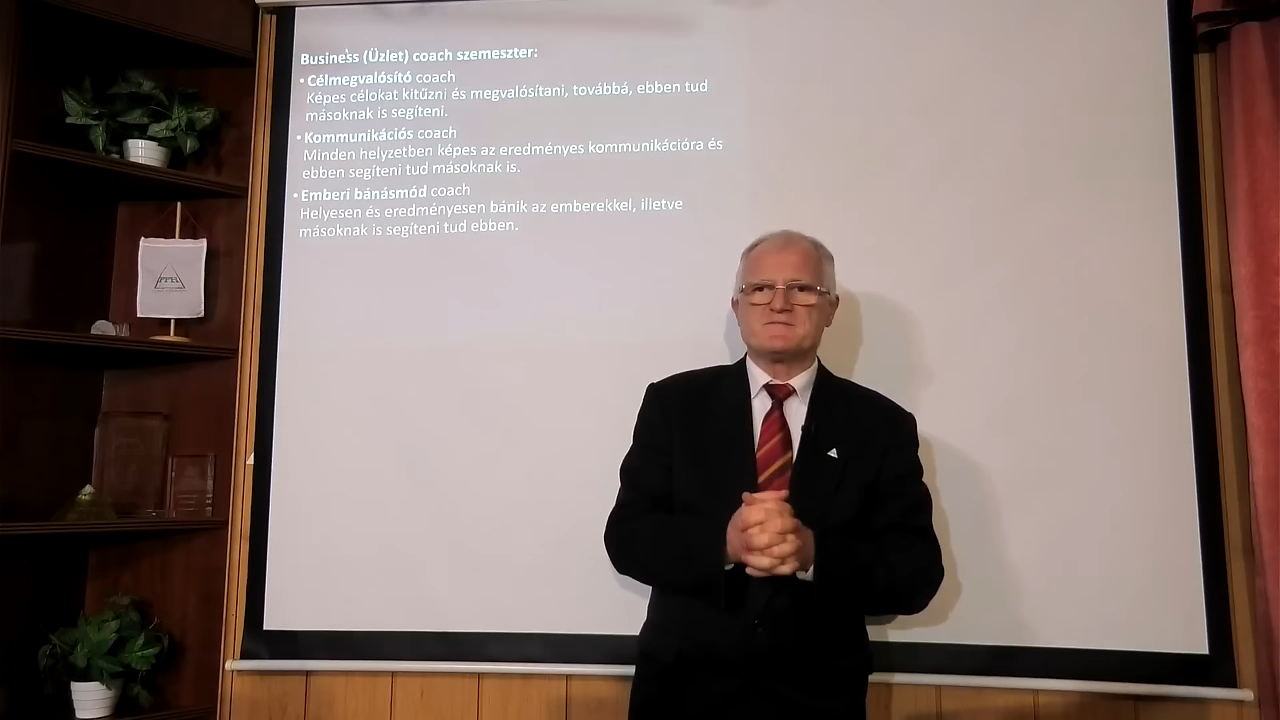 Business (Üzlet) coach szemeszter:
• Célmegvalósító coach
Képes célokat kitűzni és megvalósítani, továbbá, ebben tud
másoknak is segíteni.
• Kommunikációs coach
Minden helyzetben képes az eredményes kommunikációra és
ebben segíteni tud másoknak is.
• Emberi bánásmód coach
Helyesen és eredményesen bánik az emberekkel, illetve
másoknak is segíteni tud ebben.